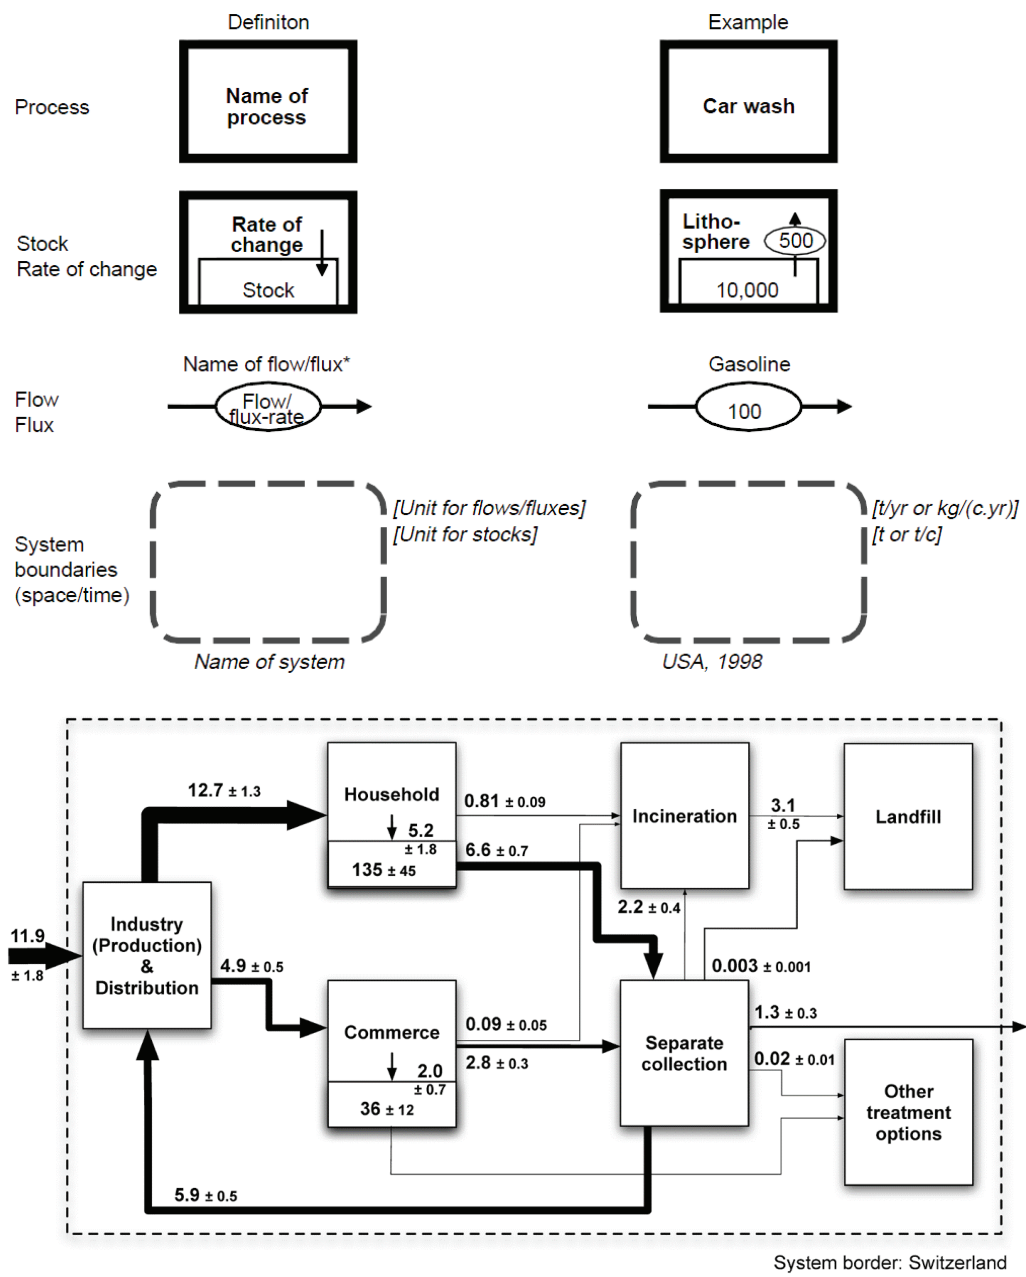 Definiton
Example
Process
Name of
process
Car wash
Stock
Rate of change
Rate of
change
Stock
Litho-
sphere
500
10,000
Name of flow/flux*
Gasoline
Flow
Flux
Flow/
flux-rate
100
[Unit for flows/fluxes]
[Unit for stocks]
[t/yr or kg/(c.yr)]
[t or t/c]
System
boundaries
(space/time)
Name of system
USA, 1998
12.7 ± 1.3
Household
5.2
± 1.8
135 ± 45
0.81 ± 0.09
6.6 ± 0.7
Incineration
3.1
± 0.5
Landfill
2.2 ± 0.4
11.9
± 1.8
Industry
(Production)
&
Distribution
4.9 ± 0.5
Commerce
2.0
± 0.7
36 ± 12
0.09 ± 0.05
2.8 ± 0.3
Separate
collection
0.003 ± 0.001
1.3 ± 0.3
0.02 ± 0.01
Other
treatment
options
5.9 ± 0.5
System border: Switzerland